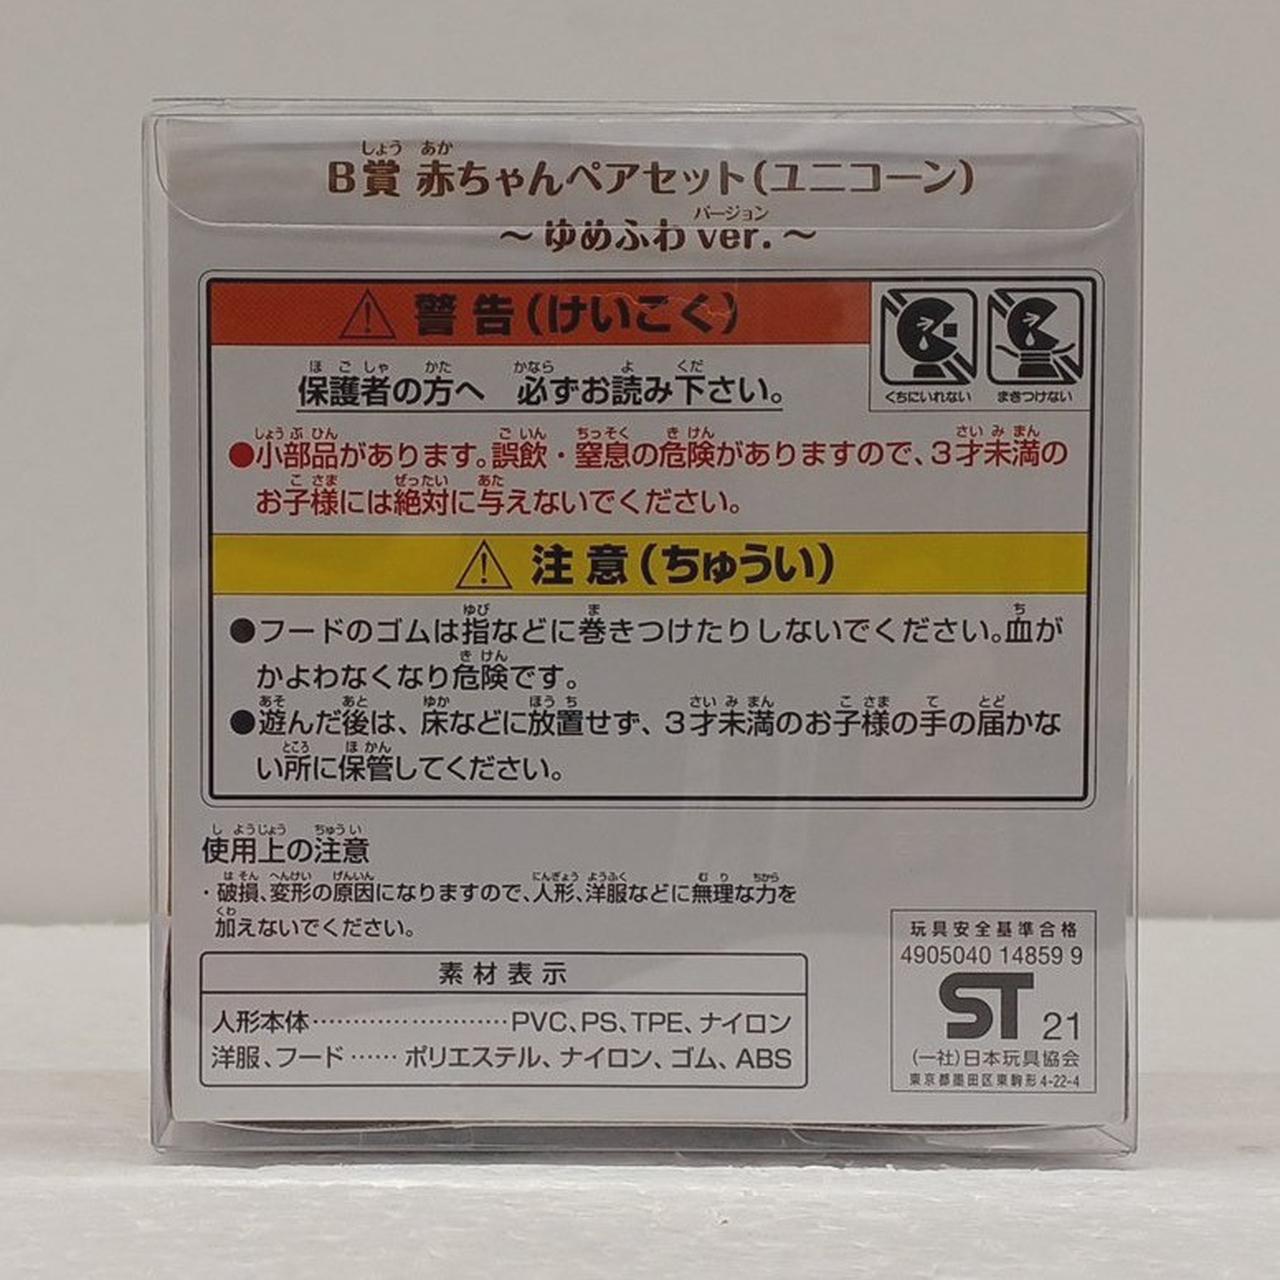 B賞 赤ちゃんペアセット(ユニコーン)
～ゆめふわver.～
警告(けいこく)
くちにいれない まきつけない
保護者の方へ 必ずお読み下さい。
●小部品があります。誤飲・窒息の危険がありますので、3才未満の
お子様には絶対に与えないでください。
注意(ちゅうい)
●フードのゴムは指などに巻きつけたりしないでください。血が
かよわなくなり危険です。
●遊んだ後は、床などに放置せず、3才未満のお子様の手の届かな
い所に保管してください。
使用上の注意
・破損、変形の原因になりますので、人形、洋服などに無理な力を
加えないでください。
素材表示
人形本体……………………PVC、PS、TPE、ナイロン
洋服、フード……ポリエステル、ナイロン、ゴム、ABS
玩具安全基準合格
4905040 14859 9
ST 21
(一社)日本玩具協会
東京都墨田区東駒形4-22-4